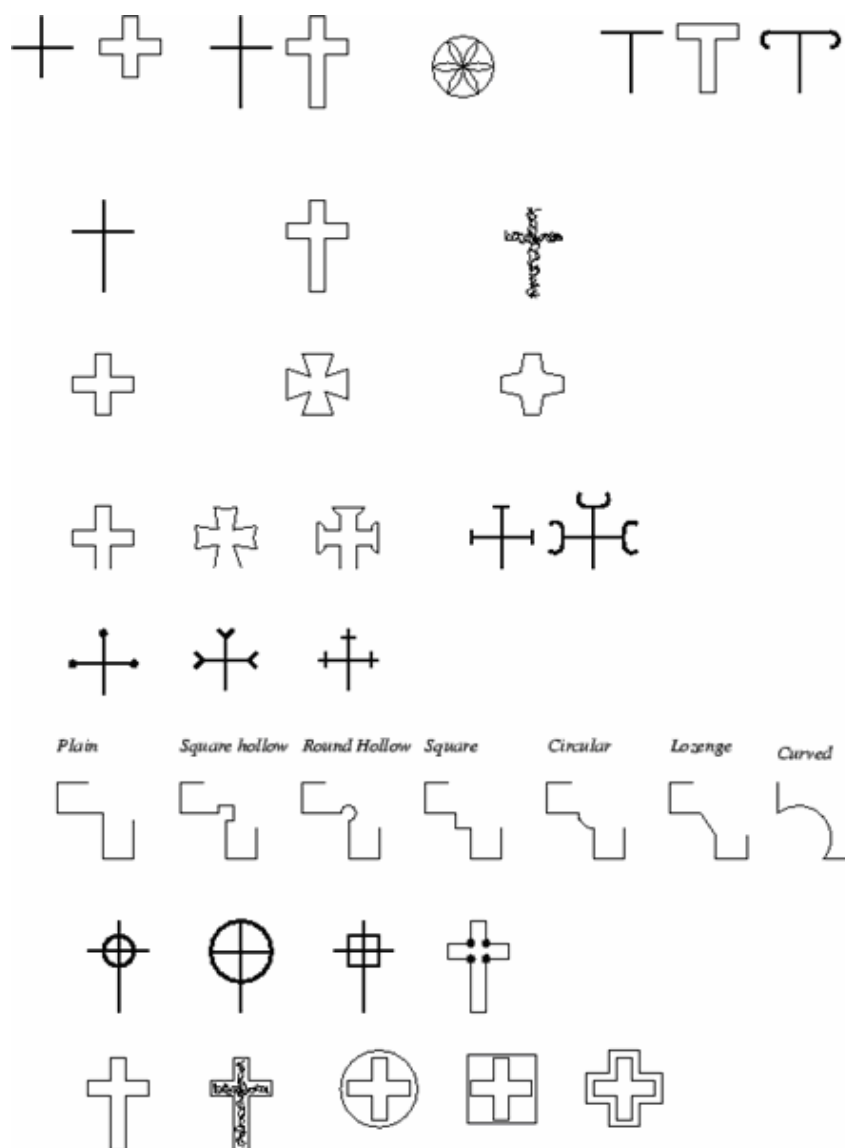 Plain
Square hollow
Round Hollow
Square
Circular
Lozenge
Curved